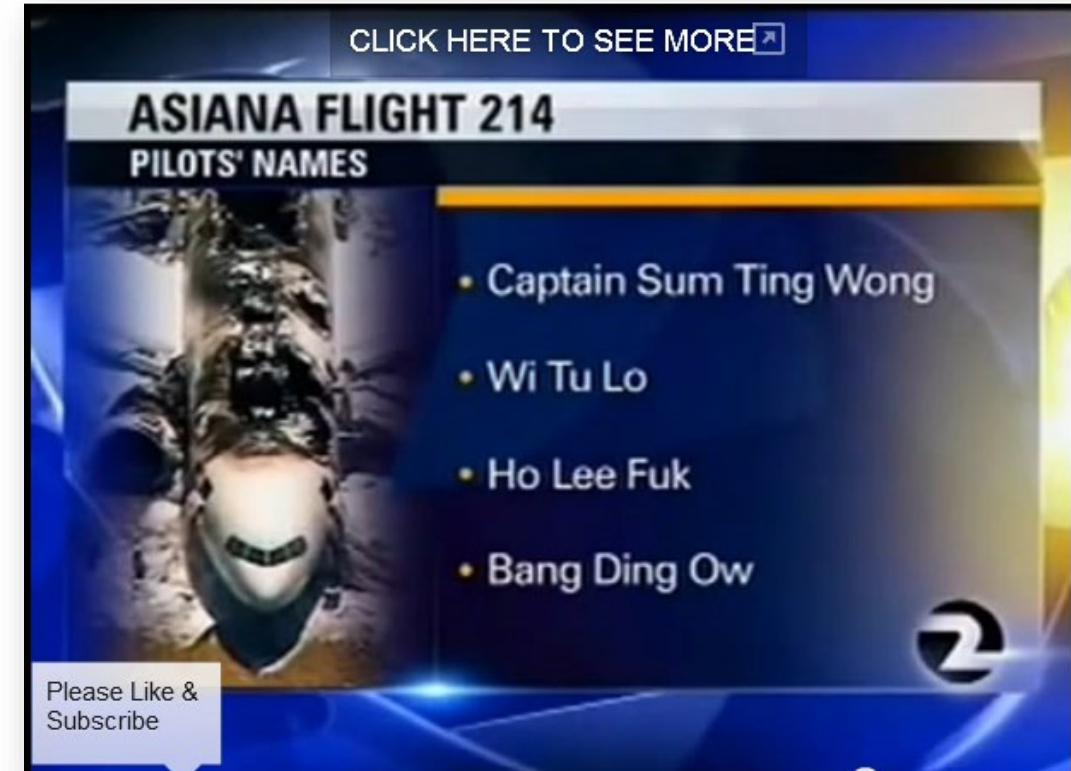 CLICK HERE TO SEE MORE
ASIANA FLIGHT 214
PILOTS' NAMES
• Captain Sum Ting Wong
• Wi Tu Lo
• Ho Lee Fuk
• Bang Ding Ow
2
Please Like &
Subscribe